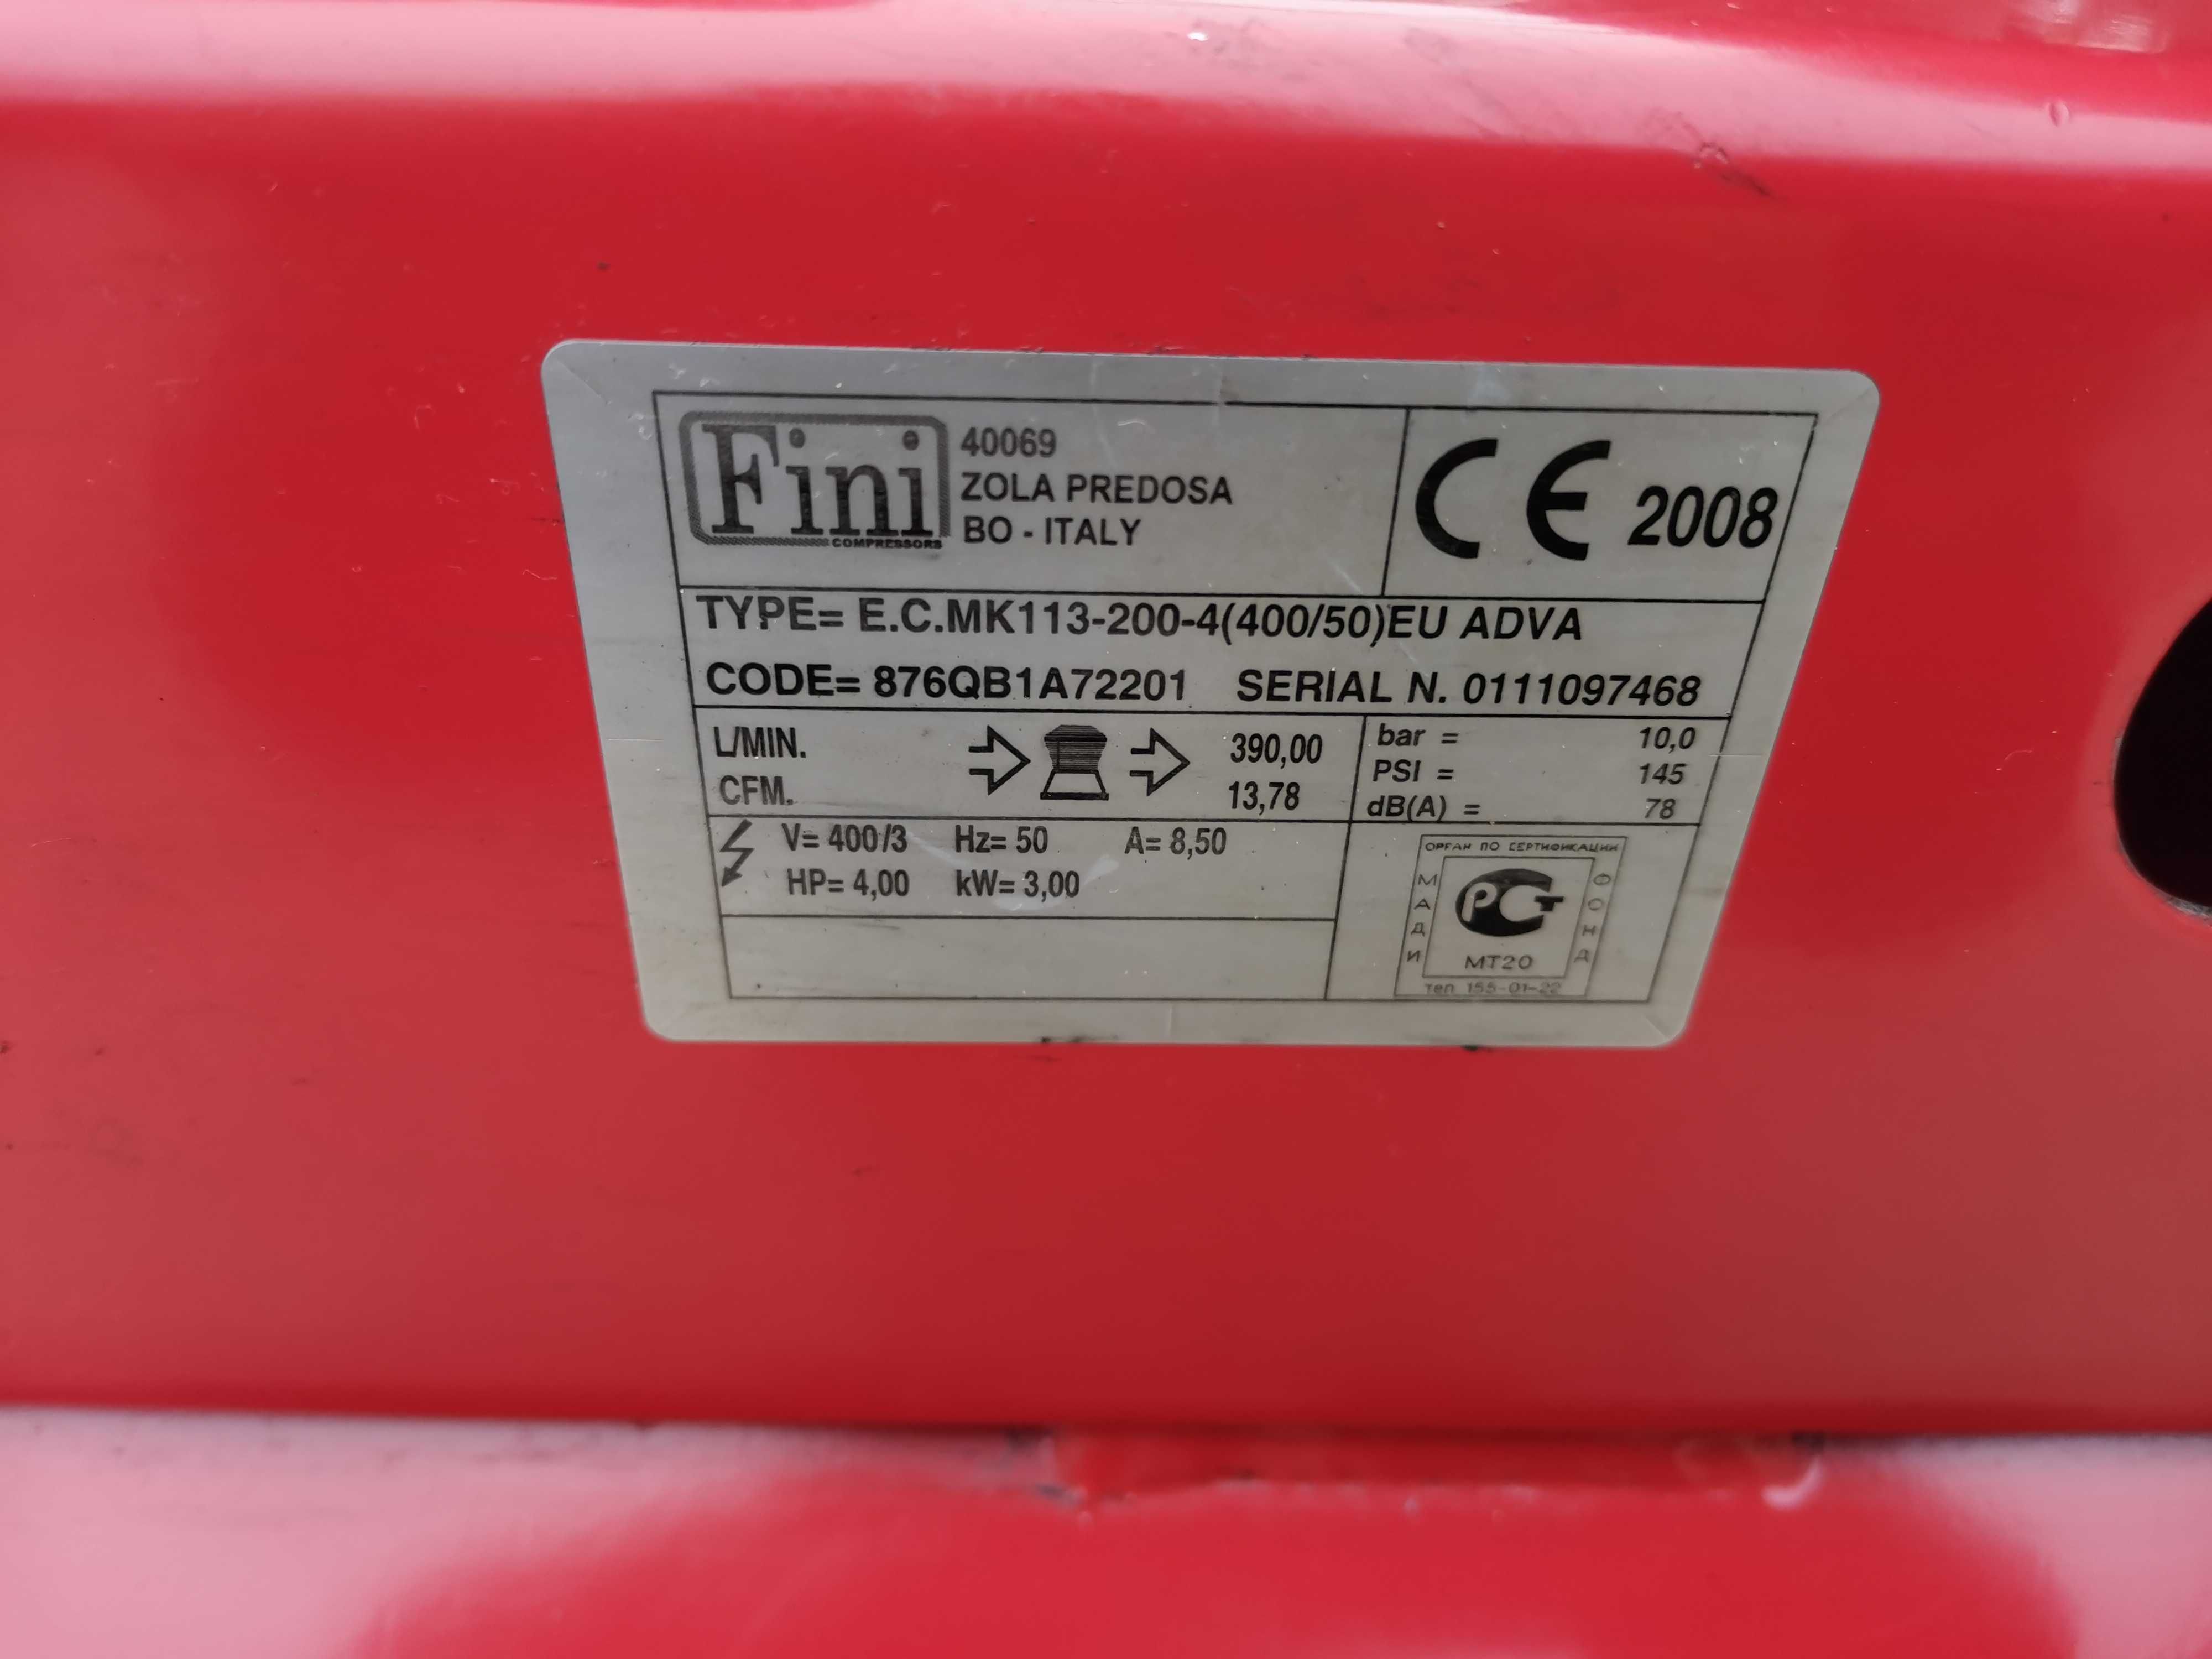 Fini
COMPRESSORS
40069
ZOLA PREDOSA
BO - ITALY
CE 2008
TYPE= E.C.MK113-200-4(400/50)EU ADVA
CODE= 876QB1A72201 SERIAL N. 0111097468
L/MIN. 390,00
CFM. 13,78
bar = 10,0
PSI = 145
dB(A) = 78
V= 400/3 Hz= 50 A= 8,50
HP= 4,00 kW= 3,00
ОРГАН ПО СЕРТИФИКАЦИИ
МАДИ
РСТ
ФОНД
МТ20
тел 155-01-22